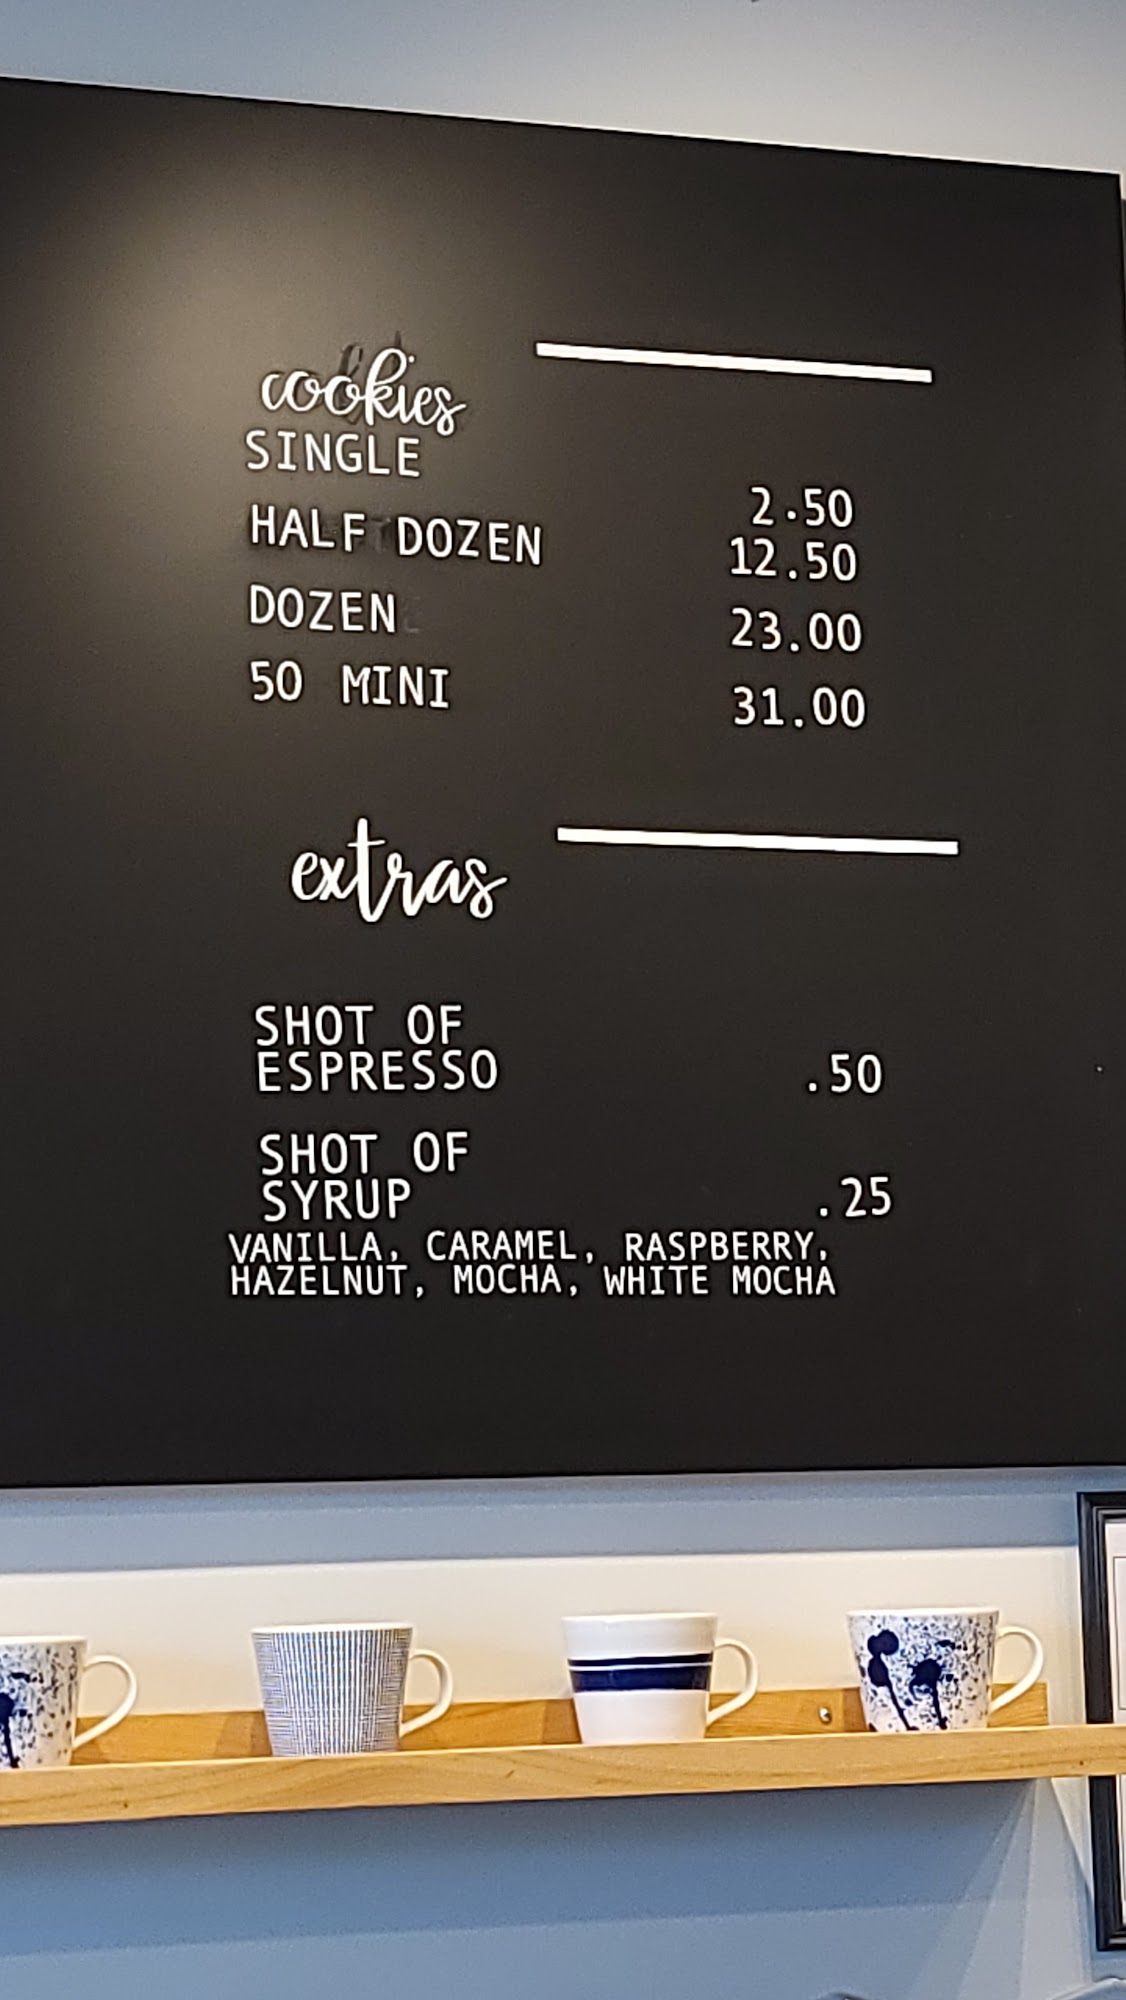 cookies
SINGLE 2.50
HALF DOZEN 12.50
DOZEN 23.00
50 MINI 31.00
extras
SHOT OF
ESPRESSO .50
SHOT OF
SYRUP .25
VANILLA, CARAMEL, RASPBERRY,
HAZELNUT, MOCHA, WHITE MOCHA